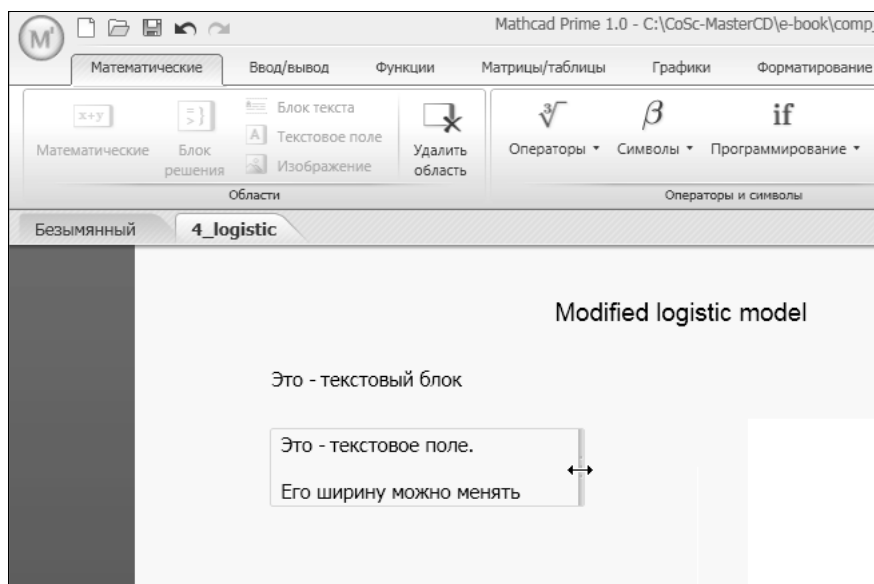 Mathcad Prime 1.0 - C:\CoSc-MasterCD\e-book\comp_
M'
Математические Ввод/вывод Функции Матрицы/таблицы Графики Форматирование
x+y
Математические
Блок решения
Блок текста
A Текстовое поле
Изображение
Удалить область
∛ Операторы
β Символы
if Программирование
Области
Операторы и символы
Безымянный 4_logistic
Modified logistic model
Это - текстовый блок
Это - текстовое поле.
Его ширину можно менять